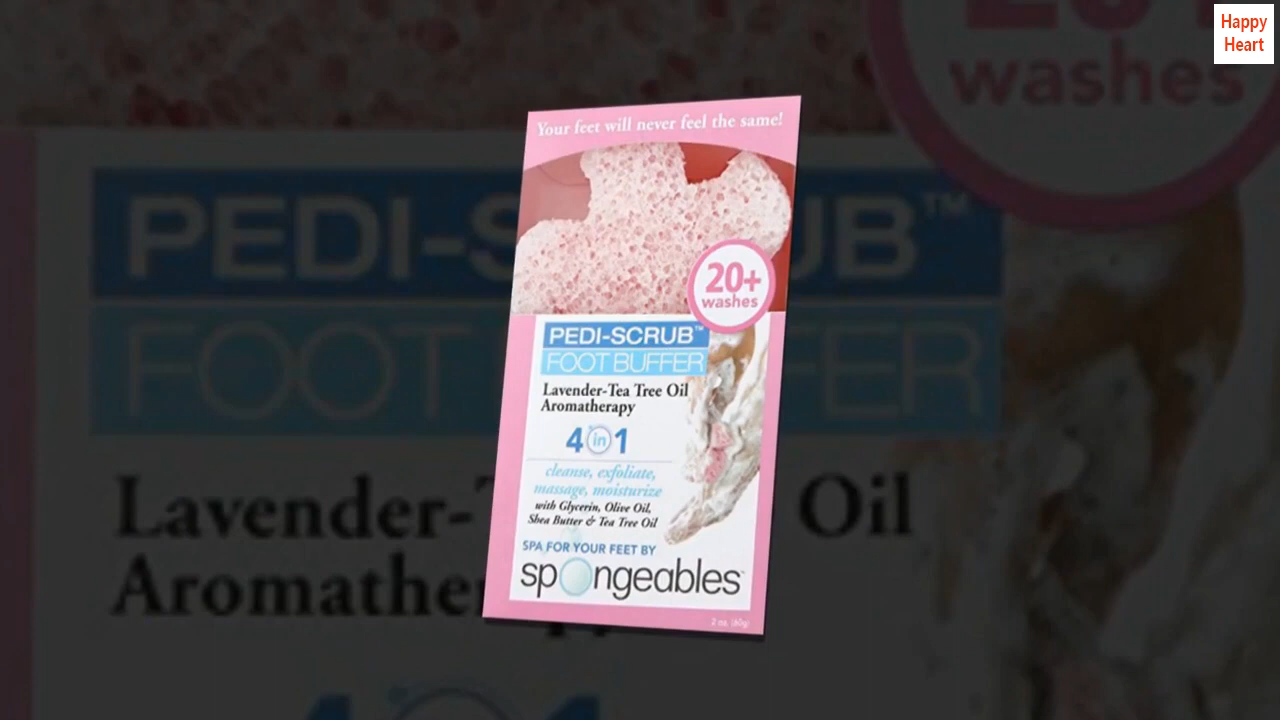 Happy
Heart
washes
Your feet will never feel the same!
20+
washes
PEDI-SCRUB™
FOOT BUFFER
Lavender-Tea Tree Oil
Aromatherapy
4 in 1
cleanse, exfoliate,
massage, moisturize
with Glycerin, Olive Oil,
Shea Butter & Tea Tree Oil
SPA FOR YOUR FEET BY
spongeables™
2 oz. (60g)
PEDI-S UB™
FOOT FER
Lavender- Oil
Aromathe